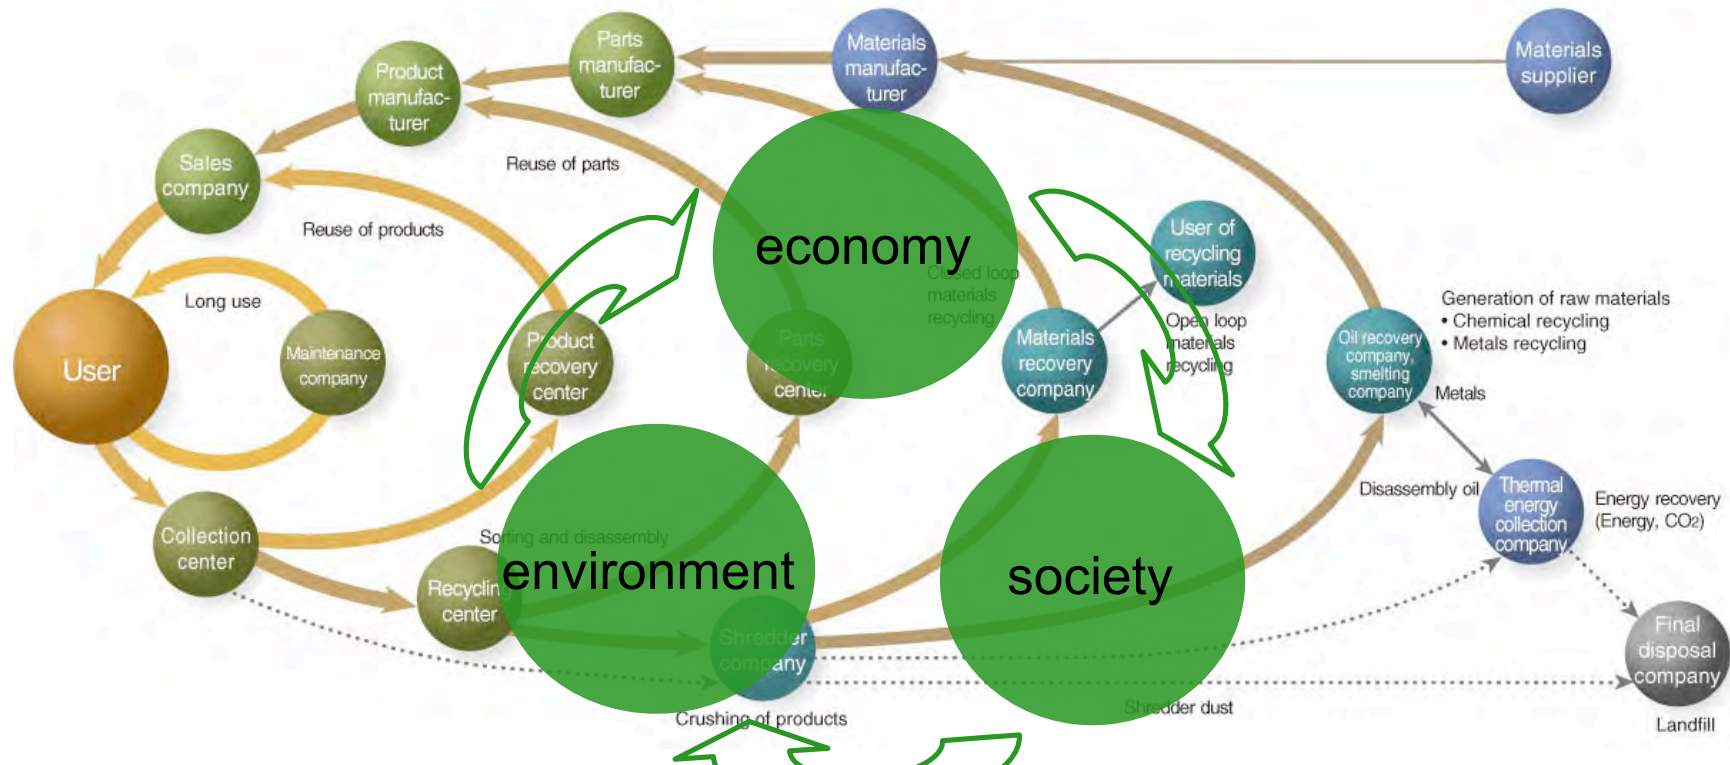 Parts
manufac-
turer
Materials
manufac-
turer
Materials
supplier
Product
manufac-
turer
Sales
company
Reuse of parts
Reuse of products
economy
User of
recycling
materials
Closed loop
materials
recycling
Long use
Open loop
materials
recycling
Generation of raw materials
• Chemical recycling
• Metals recycling
User
Maintenance
company
Product
recovery
center
Parts
recovery
center
Materials
recovery
company
Oil recovery
company,
smelting
company
Metals
Disassembly oil
Thermal
energy
collection
company
Energy recovery
(Energy, CO2)
Collection
center
Sorting and disassembly
environment
society
Recycling
center
Shredder
company
Final
disposal
company
Crushing of products
Shredder dust
Landfill